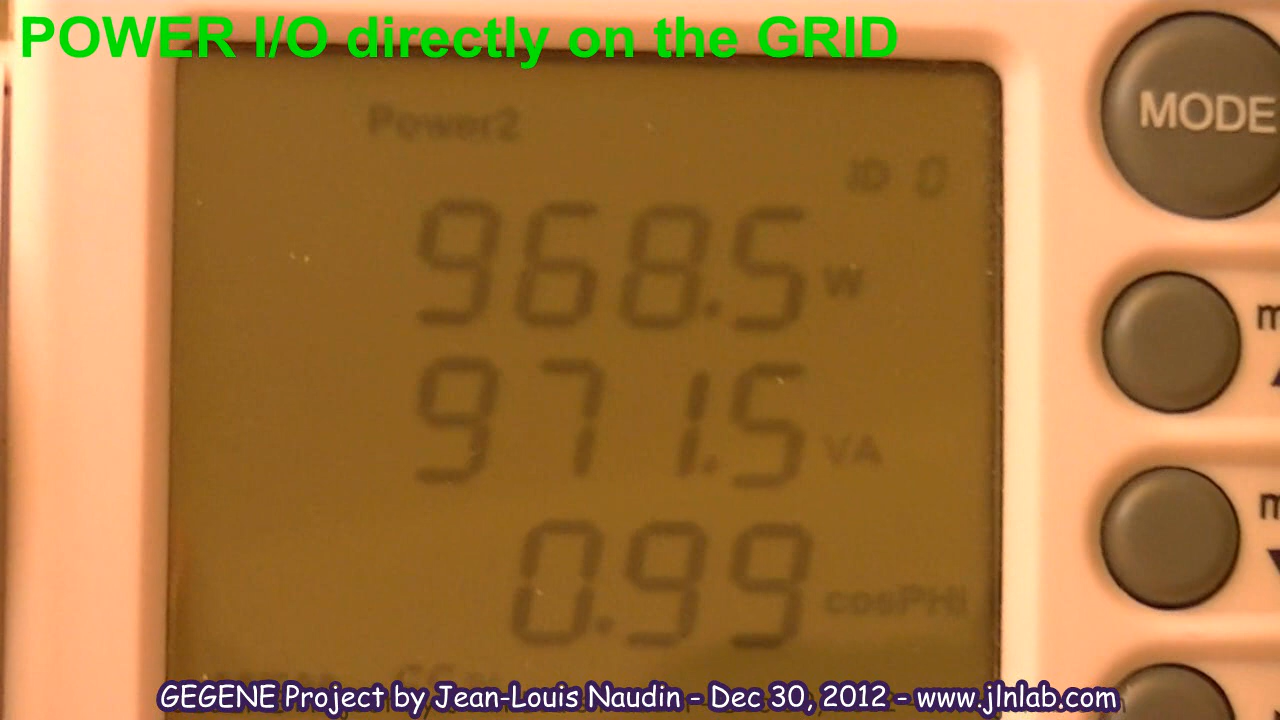 POWER I/O directly on the GRID
MODE
Power2
ID 0
968.5 W
m
971.5 VA
m
0.99 cosPHI
GEGENE Project by Jean-Louis Naudin - Dec 30, 2012 - www.jlnlab.com